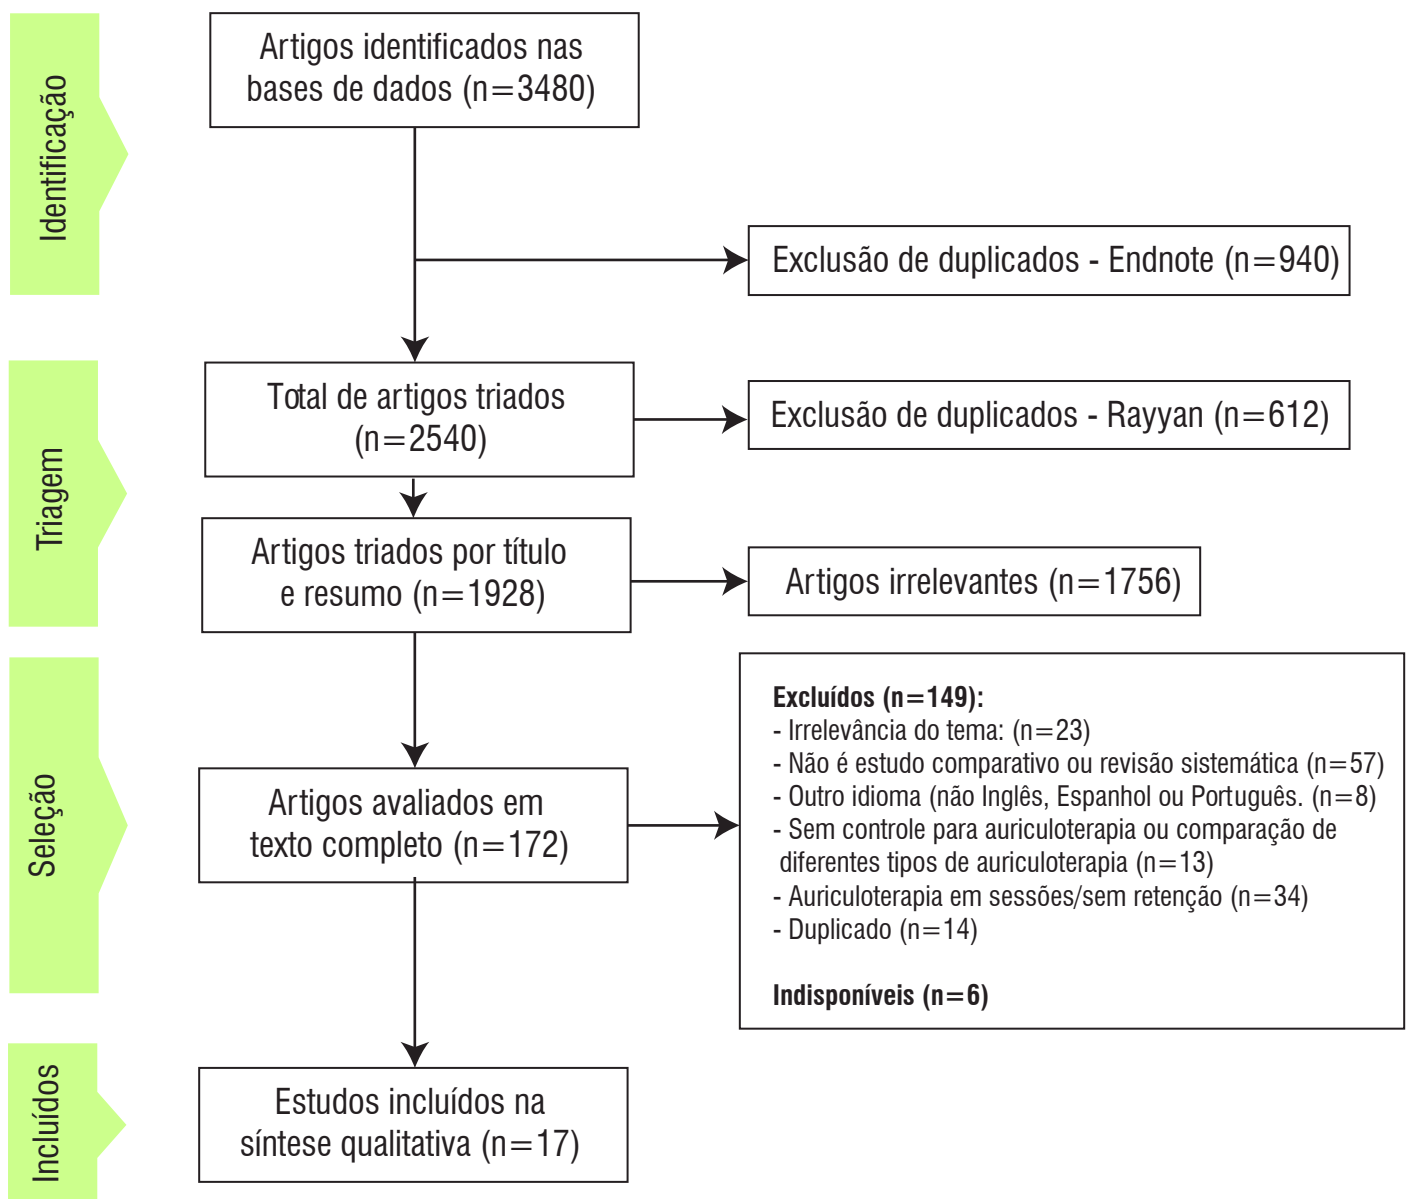 Identificação
Artigos identificados nas
bases de dados (n=3480)
Exclusão de duplicados - Endnote (n=940)
Triagem
Total de artigos triados
(n=2540)
Exclusão de duplicados - Rayyan (n=612)
Artigos triados por título
e resumo (n=1928)
Artigos irrelevantes (n=1756)
Seleção
Artigos avaliados em
texto completo (n=172)
Excluídos (n=149):
- Irrelevância do tema: (n=23)
- Não é estudo comparativo ou revisão sistemática (n=57)
- Outro idioma (não Inglês, Espanhol ou Português. (n=8)
- Sem controle para auriculoterapia ou comparação de
diferentes tipos de auriculoterapia (n=13)
- Auriculoterapia em sessões/sem retenção (n=34)
- Duplicado (n=14)
Indisponíveis (n=6)
Incluídos
Estudos incluídos na
síntese qualitativa (n=17)